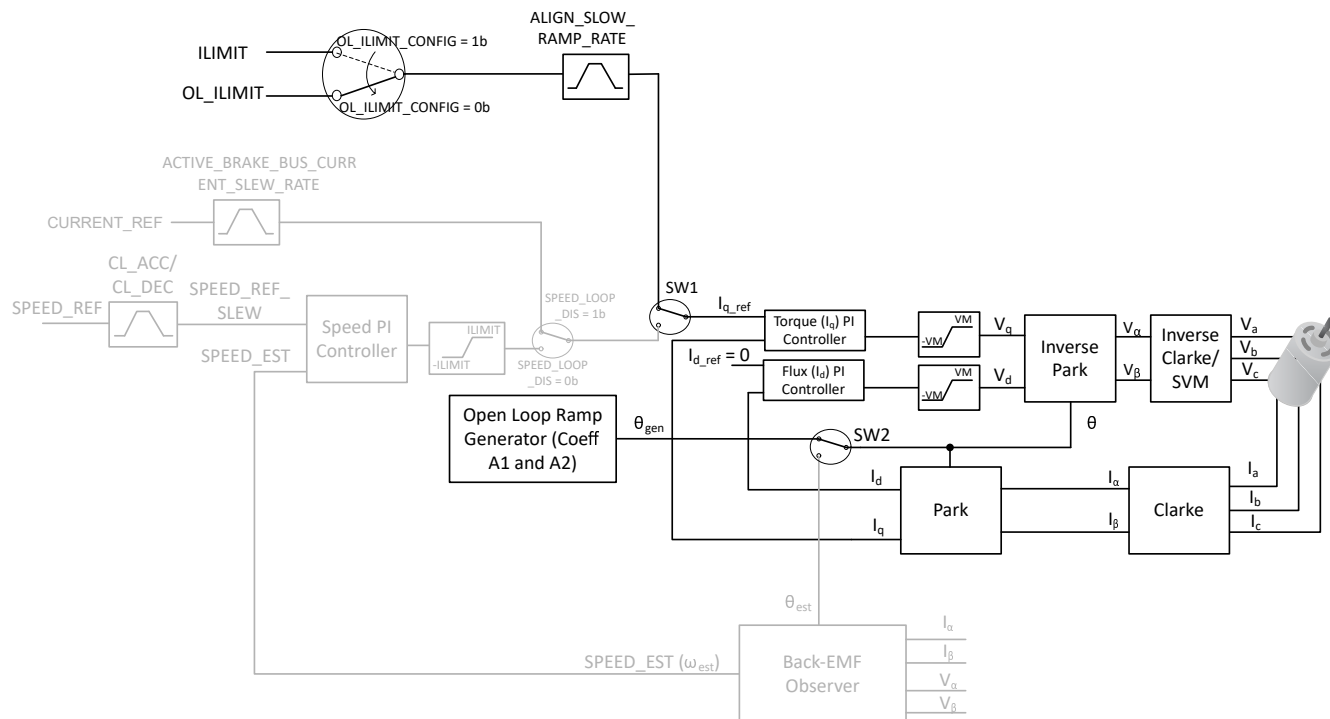 ALIGN_SLOW_
RAMP_RATE
OL_ILIMIT_CONFIG = 1b
ILIMIT
OL_ILIMIT
OL_ILIMIT_CONFIG = 0b
ACTIVE_BRAKE_BUS_CURR
ENT_SLEW_RATE
CURRENT_REF
CL_ACC/
CL_DEC
SPEED_REF
SPEED_REF_
SLEW
SPEED_EST
Speed PI
Controller
ILIMIT
-ILIMIT
SPEED_LOOP
_DIS = 1b
SPEED_LOOP
_DIS = 0b
SW1
I_q_ref
I_d_ref = 0
Torque (I_q) PI
Controller
Flux (I_d) PI
Controller
VM
-VM
V_q
VM
-VM
V_d
Inverse
Park
V_α
V_β
Inverse
Clarke/
SVM
V_a
V_b
V_c
Open Loop Ramp
Generator (Coeff
A1 and A2)
θ_gen
SW2
θ
I_d
I_q
Park
I_α
I_β
Clarke
I_a
I_b
I_c
θ_est
SPEED_EST (ω_est)
Back-EMF
Observer
I_α
I_β
V_α
V_β